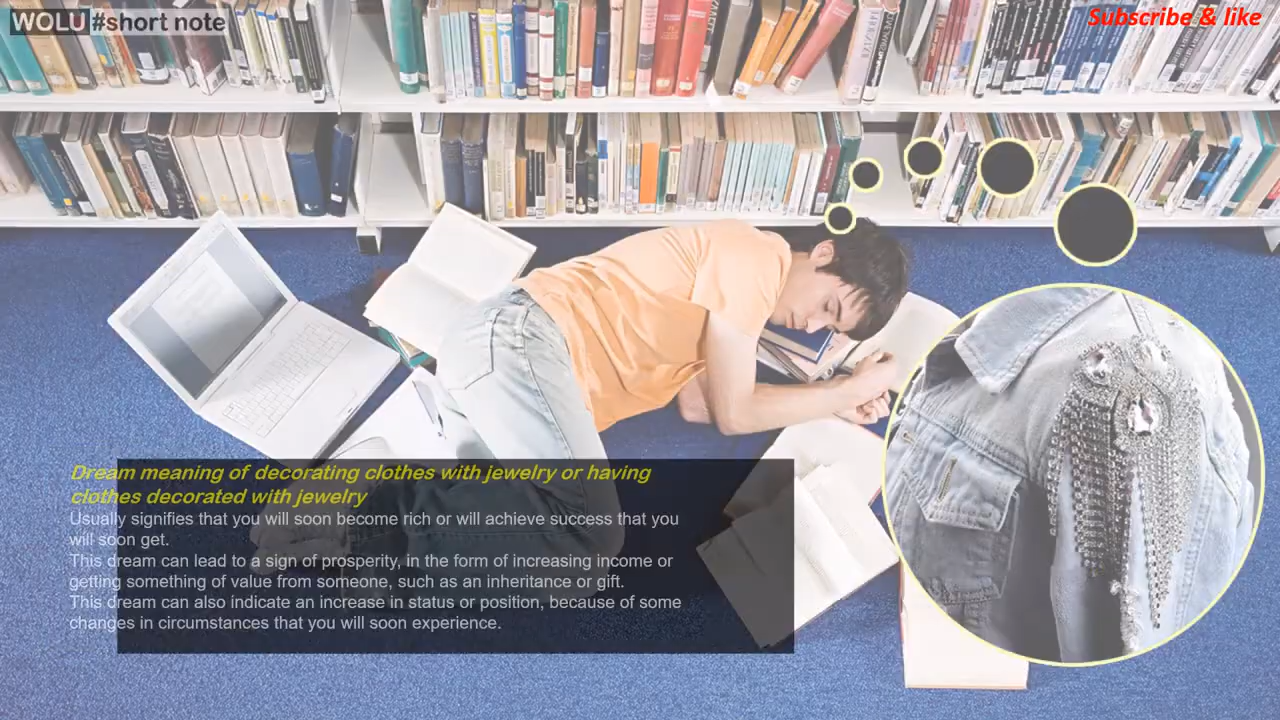 WOLU #short note
Subscribe & like
Dream meaning of decorating clothes with jewelry or having
clothes decorated with jewelry
Usually signifies that you will soon become rich or will achieve success that you
will soon get.
This dream can lead to a sign of prosperity, in the form of increasing income or
getting something of value from someone, such as an inheritance or gift.
This dream can also indicate an increase in status or position, because of some
changes in circumstances that you will soon experience.